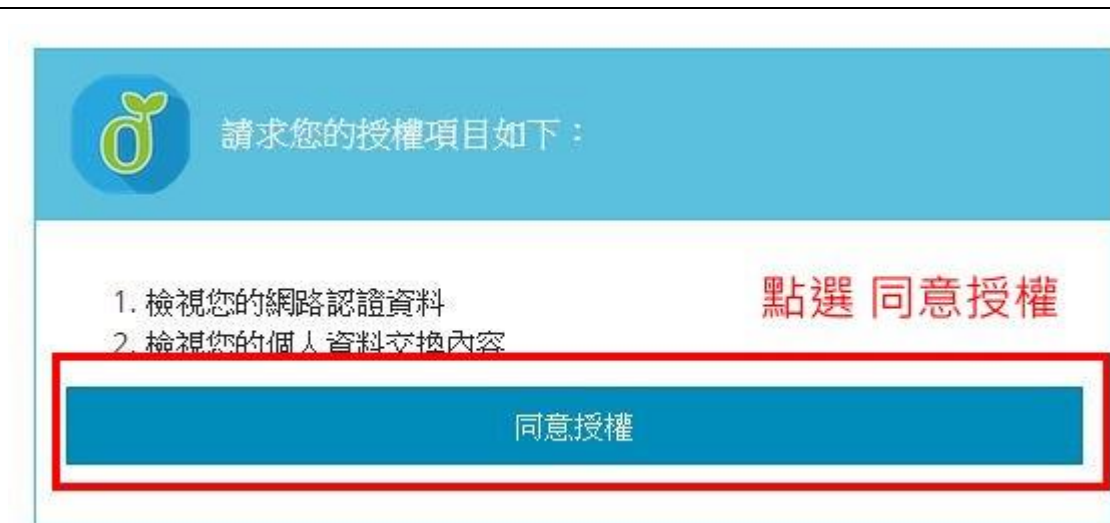 請求您的授權項目如下：
1. 檢視您的網路認證資料
點選 同意授權
2. 檢視您的個人資料交換內容
同意授權